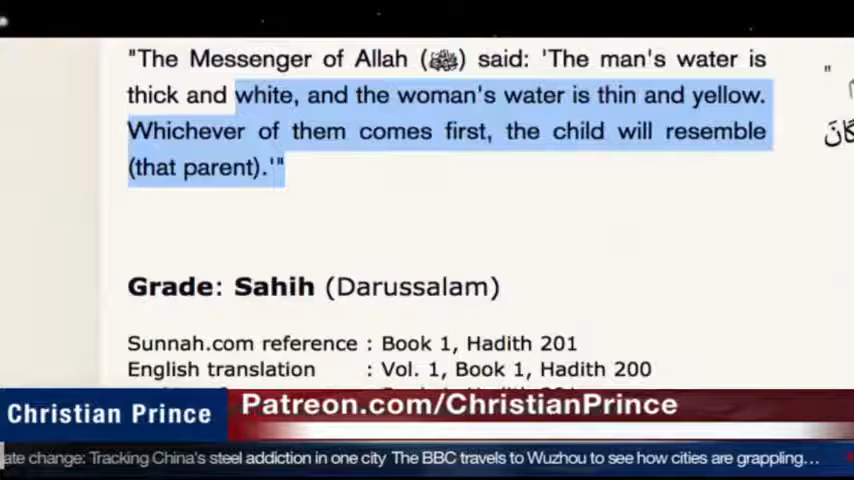 "The Messenger of Allah (ﷺ) said: 'The man's water is
thick and white, and the woman's water is thin and yellow.
Whichever of them comes first, the child will resemble
(that parent).'"
Grade: Sahih (Darussalam)
Sunnah.com reference : Book 1, Hadith 201
English translation : Vol. 1, Book 1, Hadith 200
Christian Prince
Patreon.com/ChristianPrince
ate change: Tracking China's steel addiction in one city The BBC travels to Wuzhou to see how cities are grappling...